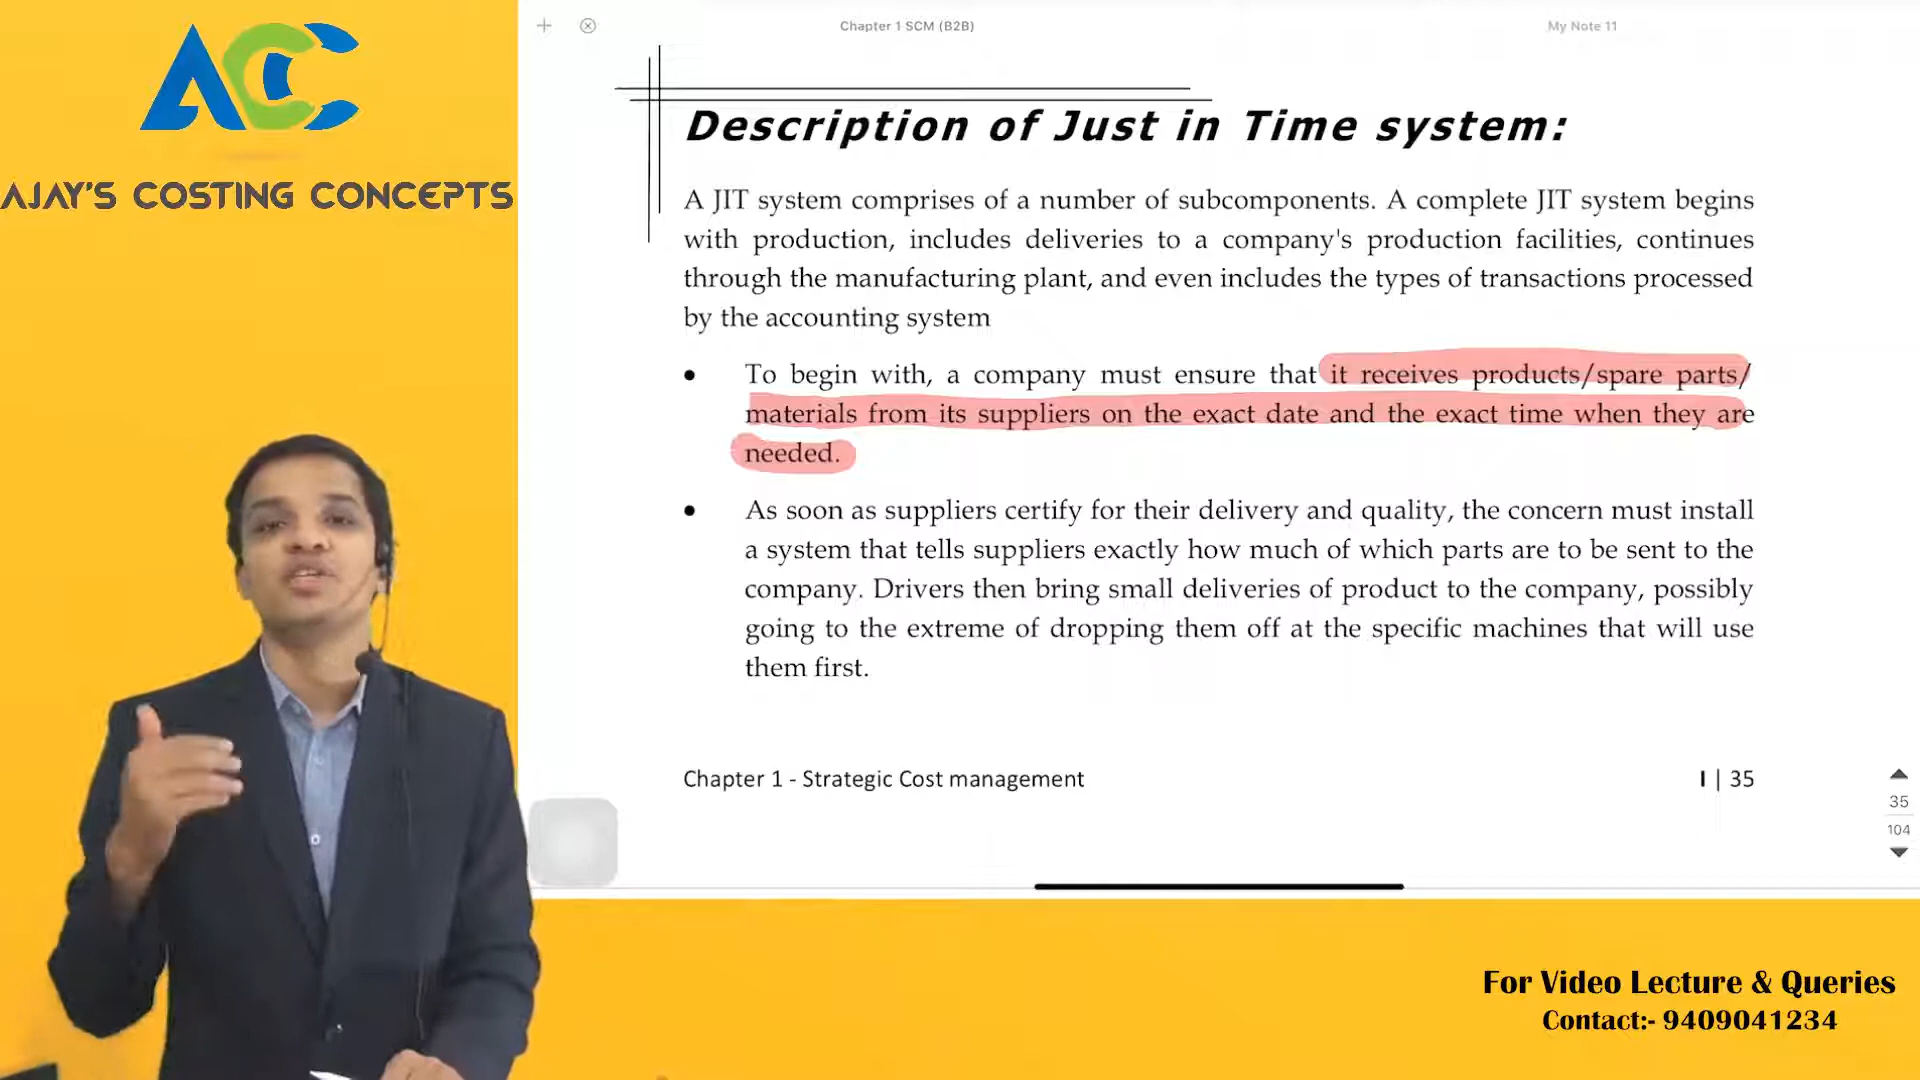 ACC
AJAY'S COSTING CONCEPTS
Chapter 1 SCM (B2B)
My Note 11
Description of Just in Time system:
A JIT system comprises of a number of subcomponents. A complete JIT system begins
with production, includes deliveries to a company's production facilities, continues
through the manufacturing plant, and even includes the types of transactions processed
by the accounting system
• To begin with, a company must ensure that it receives products/spare parts/
materials from its suppliers on the exact date and the exact time when they are
needed.
• As soon as suppliers certify for their delivery and quality, the concern must install
a system that tells suppliers exactly how much of which parts are to be sent to the
company. Drivers then bring small deliveries of product to the company, possibly
going to the extreme of dropping them off at the specific machines that will use
them first.
Chapter 1 - Strategic Cost management
I | 35
35
104
For Video Lecture & Queries
Contact:- 9409041234